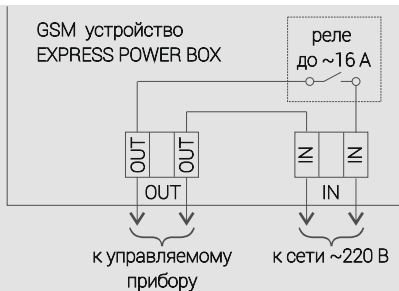 GSM устройство
EXPRESS POWER BOX
реле
до ~16 А
OUT
OUT
IN
IN
OUT
IN
к управляемому
прибору
к сети ~220 В